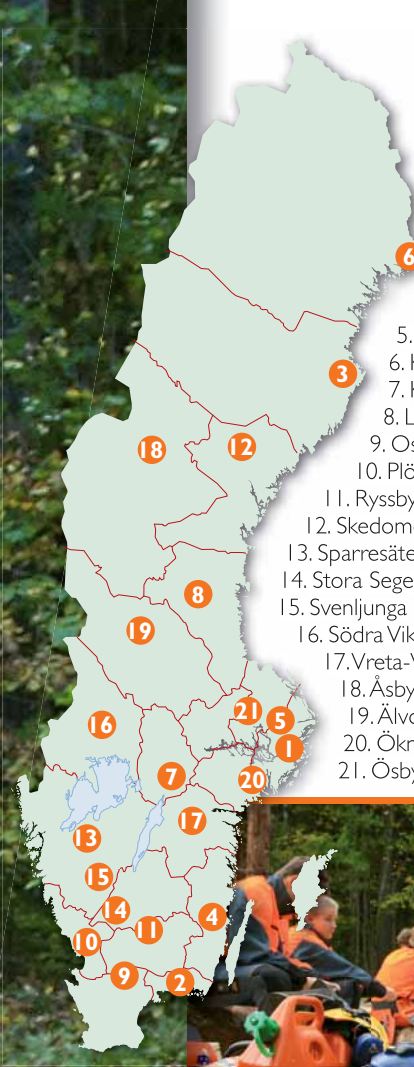 6
3
18
12
8
19
21
5
16
1
7
20
17
13
15
14
4
11
10
9
2
5.
6. H
7. H
8. L
9. Os
10. Plö
11. Ryssby
12. Skedom
13. Sparresäte
14. Stora Sege
15. Svenljunga
16. Södra Vik
17. Vreta-V
18. Åsby
19. Älvd
20. Ökn
21. Ösby